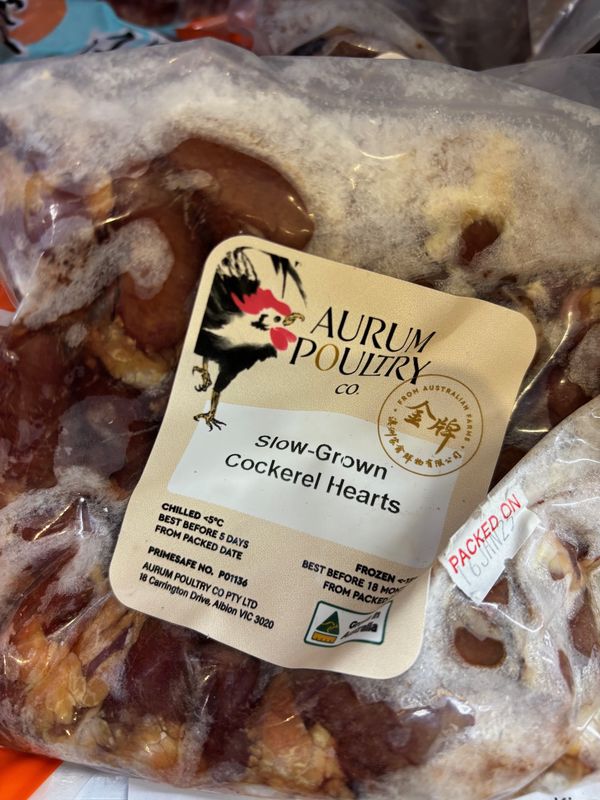 AURUM
POULTRY
CO.
FROM AUSTRALIAN FARMS
金牌
Slow-Grown
Cockerel Hearts
CHILLED <5°C
BEST BEFORE 5 DAYS
FROM PACKED DATE
PRIMESAFE NO. P01136
AURUM POULTRY CO PTY LTD
18 Carrington Drive, Albion VIC 3020
FROZEN
BEST BEFORE 18
FROM PACKED
PACKED ON